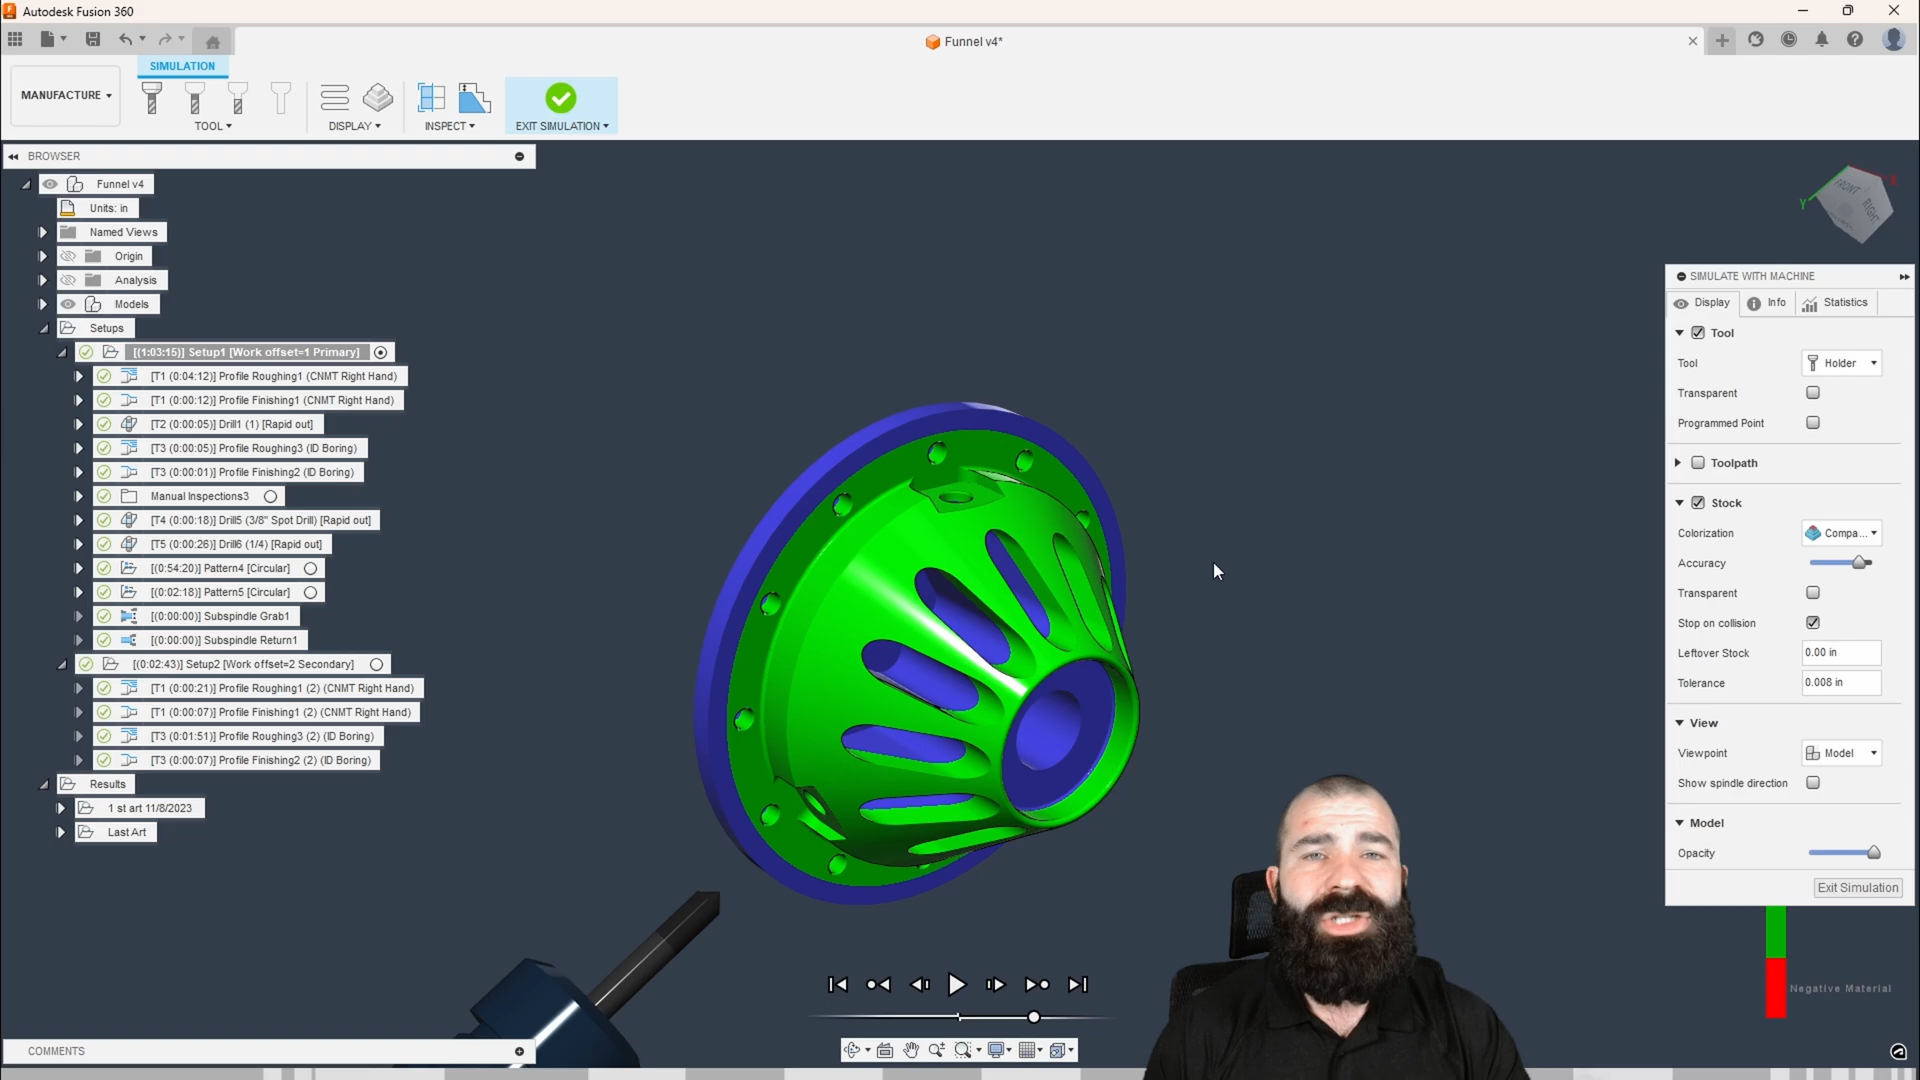 Autodesk Fusion 360
Funnel v4*
SIMULATION
MANUFACTURE
TOOL
DISPLAY
INSPECT
EXIT SIMULATION
BROWSER
Funnel v4
Units: in
Named Views
Origin
Analysis
Models
Setups
[(1:03:15)] Setup1 [Work offset=1 Primary]
[T1 (0:04:12)] Profile Roughing1 (CNMT Right Hand)
[T1 (0:00:12)] Profile Finishing1 (CNMT Right Hand)
[T2 (0:00:05)] Drill1 (1) [Rapid out]
[T3 (0:00:05)] Profile Roughing3 (ID Boring)
[T3 (0:00:01)] Profile Finishing2 (ID Boring)
Manual Inspections3
[T4 (0:00:18)] Drill5 (3/8" Spot Drill) [Rapid out]
[T5 (0:00:26)] Drill6 (1/4) [Rapid out]
[(0:54:20)] Pattern4 [Circular]
[(0:02:18)] Pattern5 [Circular]
[(0:00:00)] Subspindle Grab1
[(0:00:00)] Subspindle Return1
[(0:02:43)] Setup2 [Work offset=2 Secondary]
[T1 (0:00:21)] Profile Roughing1 (2) (CNMT Right Hand)
[T1 (0:00:07)] Profile Finishing1 (2) (CNMT Right Hand)
[T3 (0:01:51)] Profile Roughing3 (2) (ID Boring)
[T3 (0:00:07)] Profile Finishing2 (2) (ID Boring)
Results
1 st art 11/8/2023
Last Art
COMMENTS
FRONT
RIGHT
Y
X
SIMULATE WITH MACHINE
Display Info Statistics
Tool
Tool Holder
Transparent
Programmed Point
Toolpath
Stock
Colorization Compa...
Accuracy
Transparent
Stop on collision
Leftover Stock 0.00 in
Tolerance 0.008 in
View
Viewpoint Model
Show spindle direction
Model
Opacity
Exit Simulation
Negative Material